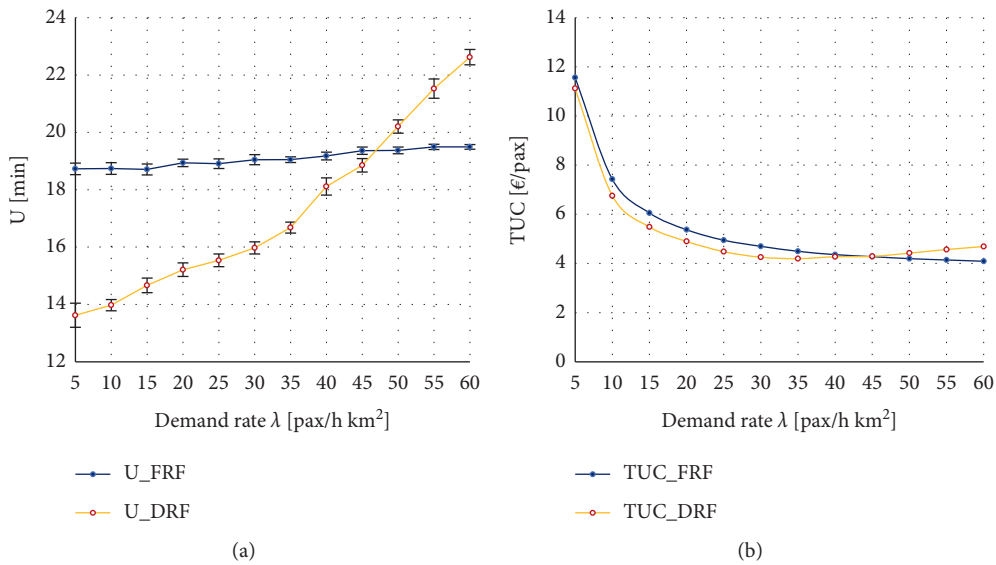 24
22
20
18
16
14
12
U [min]
5 10 15 20 25 30 35 40 45 50 55 60
Demand rate λ [pax/h km²]
U_FRF
U_DRF
(a)
14
12
10
8
6
4
2
0
TUC [€/pax]
5 10 15 20 25 30 35 40 45 50 55 60
Demand rate λ [pax/h km²]
TUC_FRF
TUC_DRF
(b)